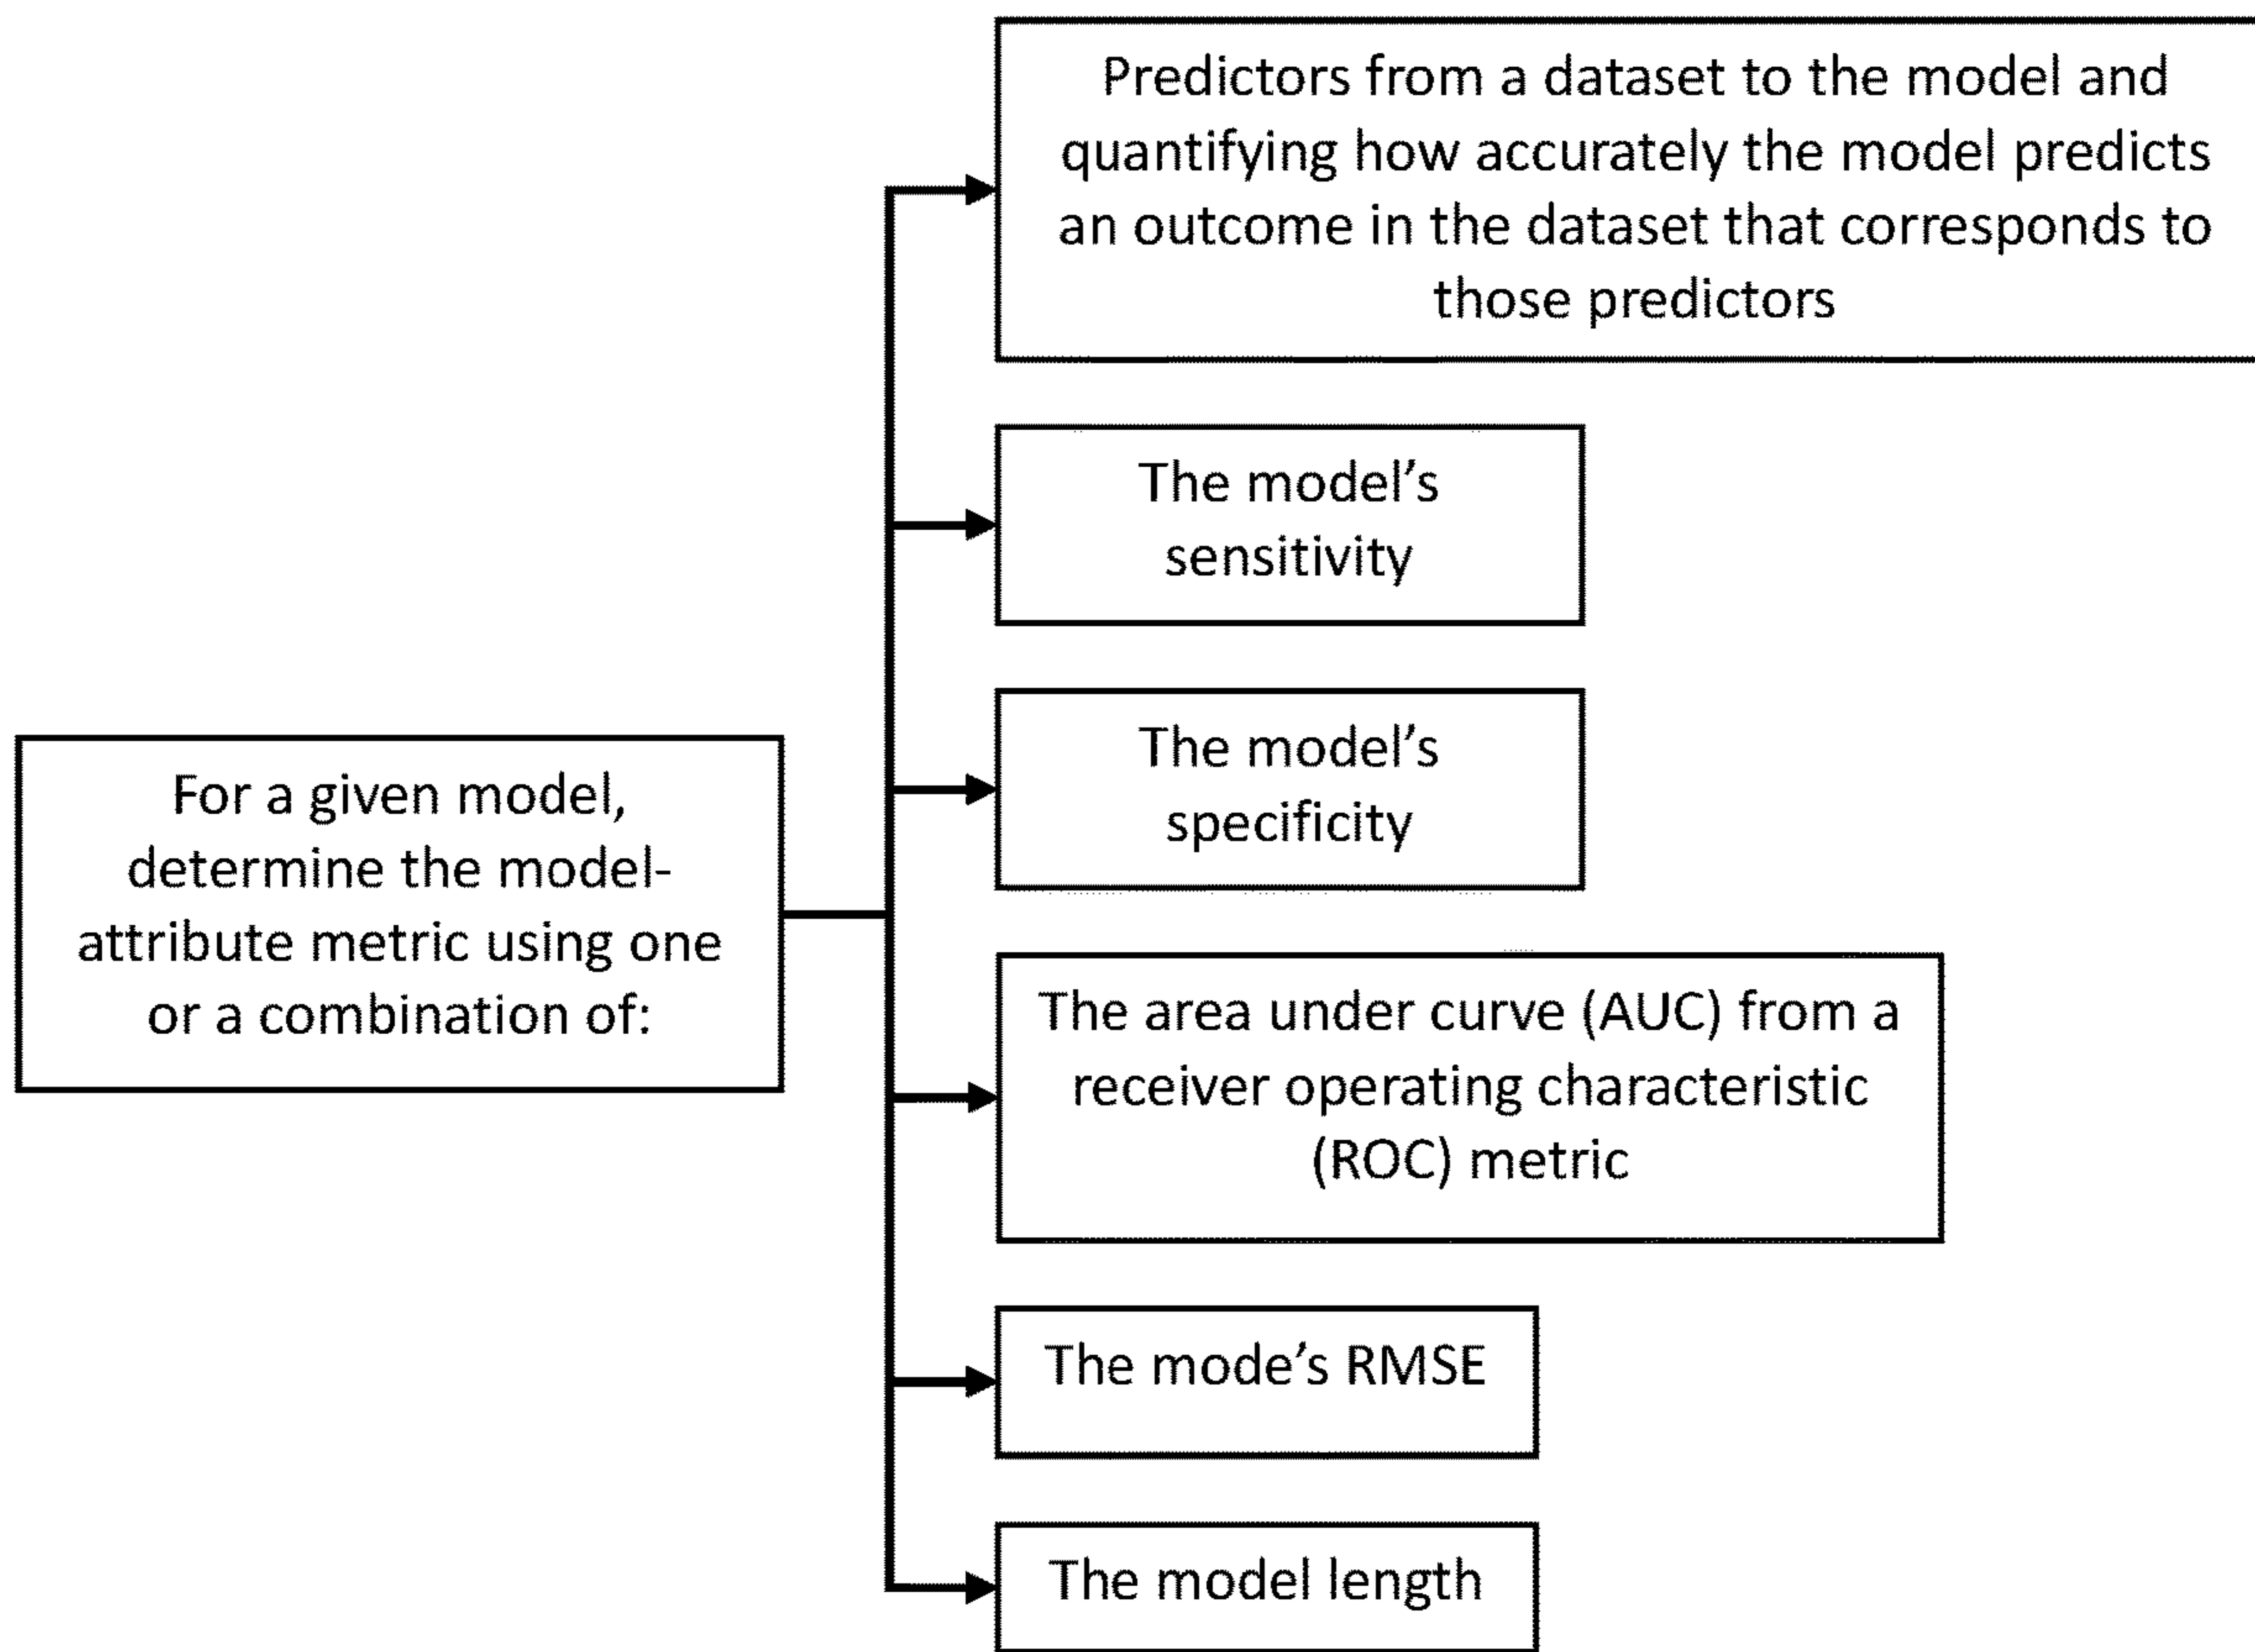 Predictors from a dataset to the model and
quantifying how accurately the model predicts
an outcome in the dataset that corresponds to
those predictors
The model's
sensitivity
The model's
specificity
For a given model,
determine the model-
attribute metric using one
or a combination of:
The area under curve (AUC) from a
receiver operating characteristic
(ROC) metric
The mode's RMSE
The model length